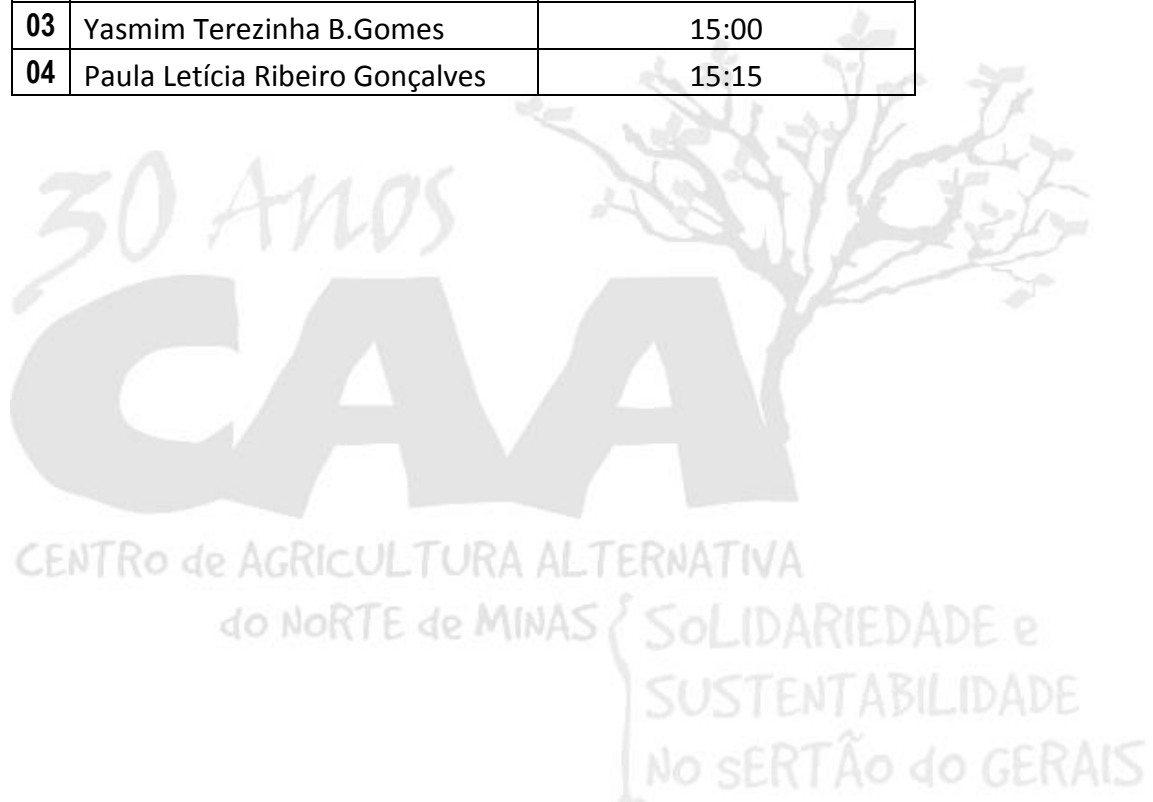 03 Yasmim Terezinha B.Gomes 15:00
04 Paula Letícia Ribeiro Gonçalves 15:15
30 Anos
CAA
CENTRo de AGRICULTURA ALTERNATIVA
do NoRTE de MINAS
SoLIDARIEDADE e
SUSTENTABILIDADE
No sERTÃo do GERAIS